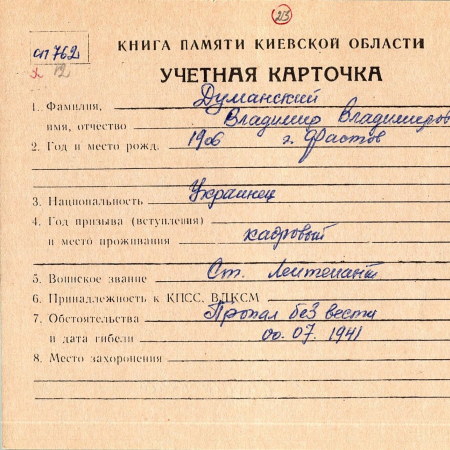 213
оп 762
КНИГА ПАМЯТИ КИЕВСКОЙ ОБЛАСТИ
12
УЧЕТНАЯ КАРТОЧКА
1. Фамилия, Думанский
имя, отчество Владимир Владимиров
2. Год и место рожд. 1906 г. Фастов
3. Национальность Украинец
4. Год призыва (вступления)
и место проживания кадровый
5. Воинское звание Ст. Лейтенант
6. Принадлежность к КПСС, ВЛКСМ
7. Обстоятельства Пропал без вести
и дата гибели 00.07.1941
8. Место захоронения